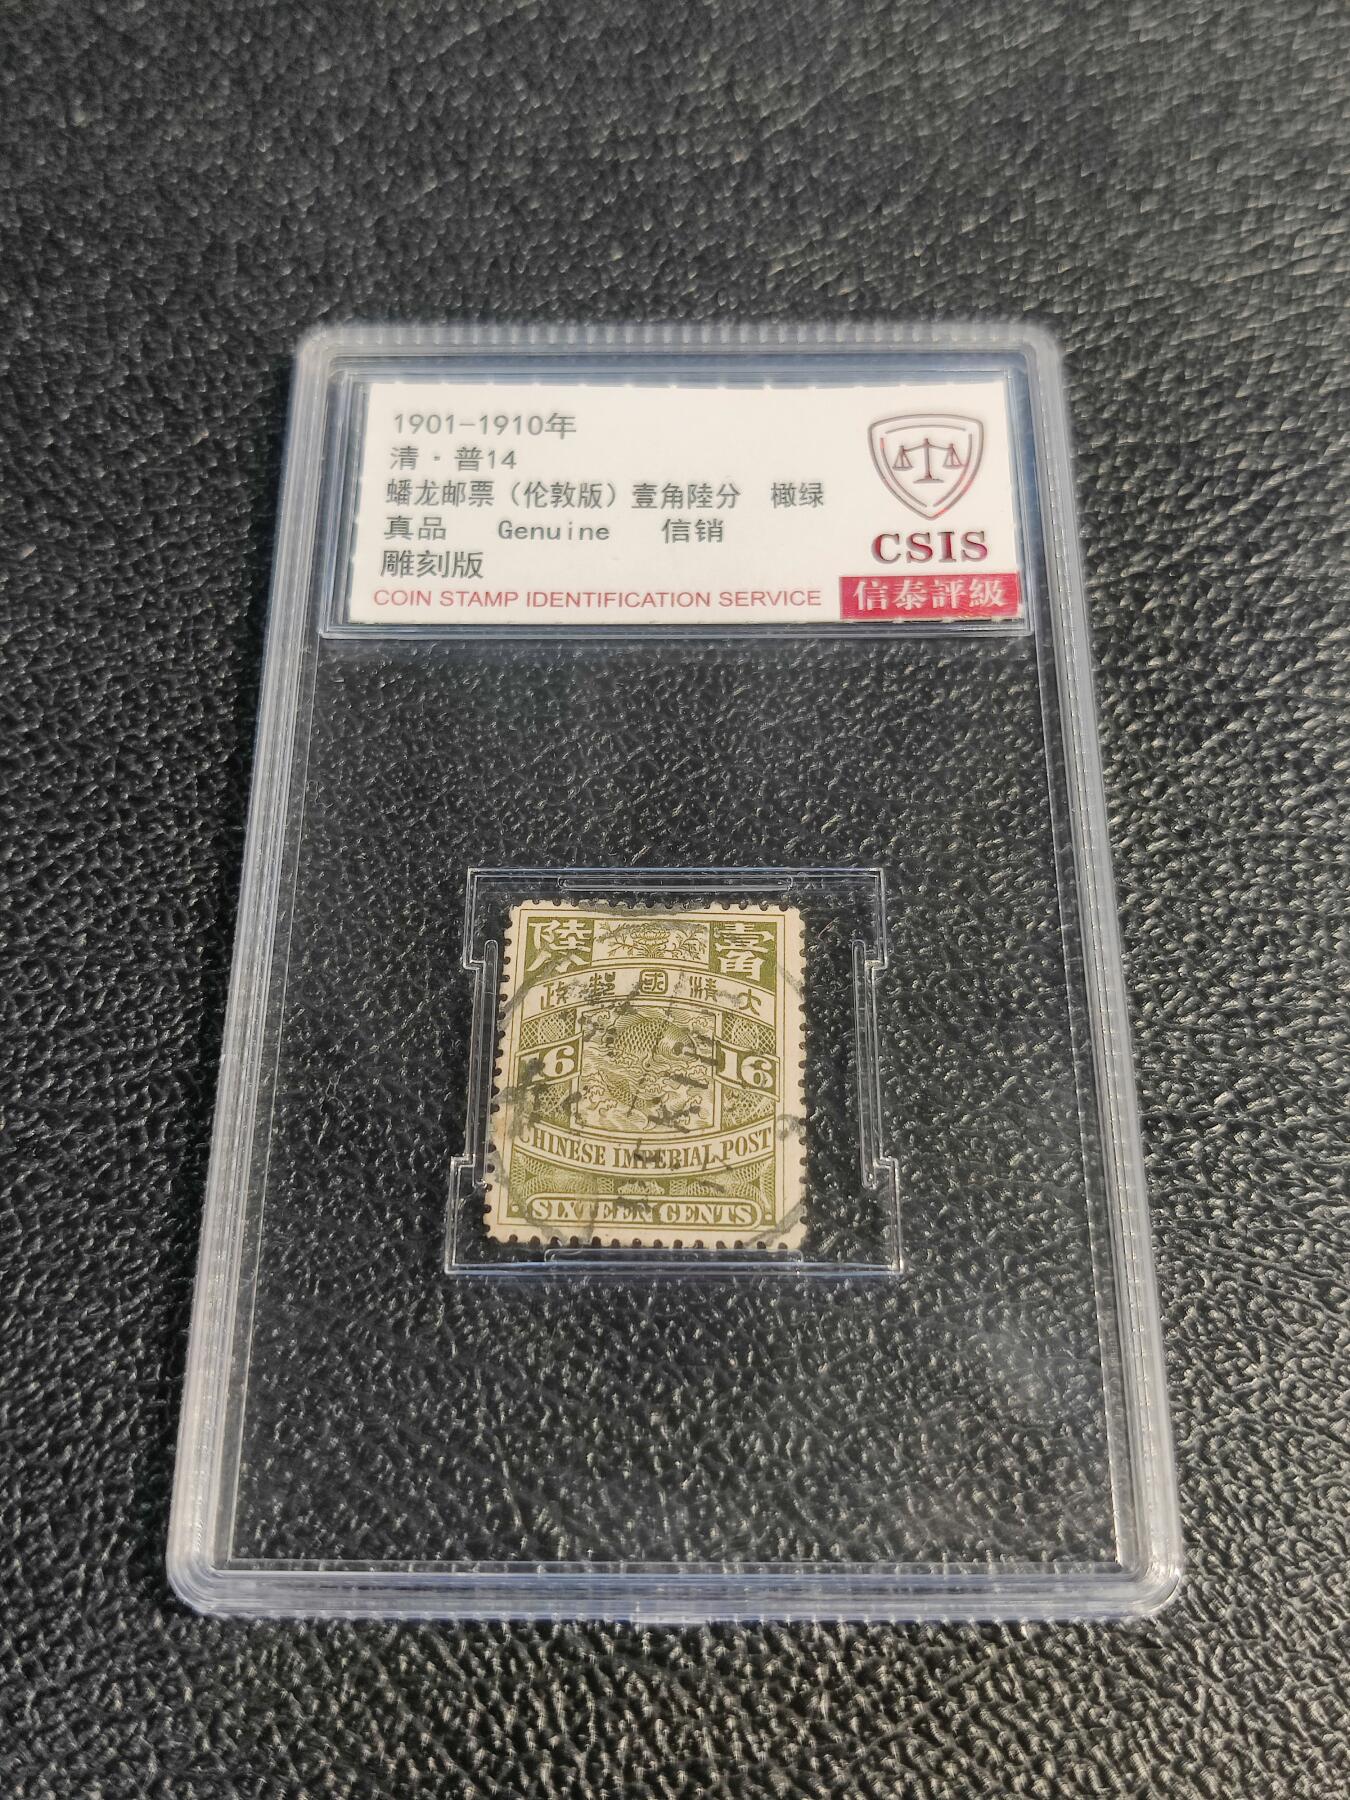 1901-1910年
清·普14
蟠龙邮票（伦敦版）壹角陸分 橄绿
真品 Genuine 信销
雕刻版
COIN STAMP IDENTIFICATION SERVICE
CSIS
信泰評級
陸分 壹角
政郵國清大
16 16
CHINESE IMPERIAL POST
SIXTEEN CENTS